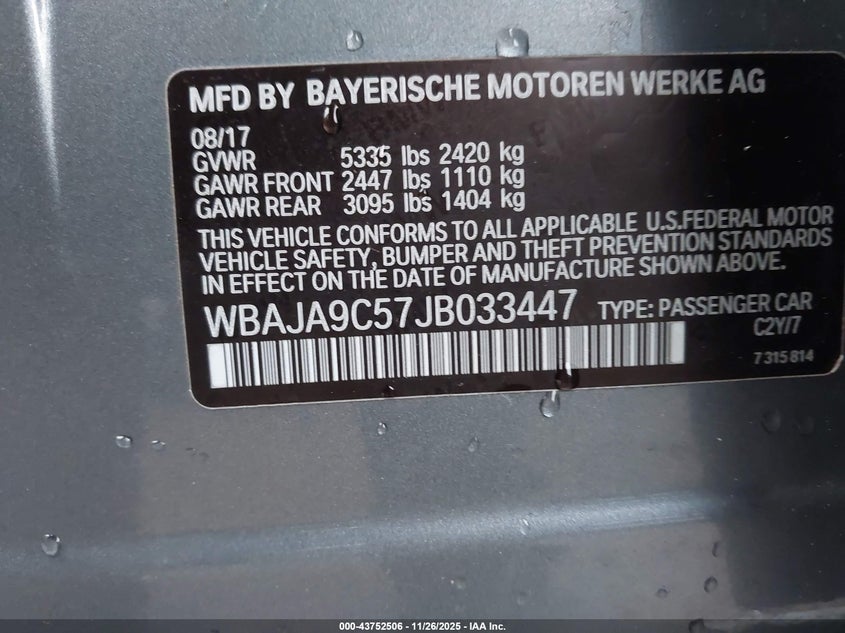 MFD BY BAYERISCHE MOTOREN WERKE AG
08/17
GVWR 5335 lbs 2420 kg
GAWR FRONT 2447 lbs 1110 kg
GAWR REAR 3095 lbs 1404 kg
THIS VEHICLE CONFORMS TO ALL APPLICABLE U.S.FEDERAL MOTOR
VEHICLE SAFETY, BUMPER AND THEFT PREVENTION STANDARDS
IN EFFECT ON THE DATE OF MANUFACTURE SHOWN ABOVE.
WBAJA9C57JB033447 TYPE: PASSENGER CAR
C2Y/7
7 315 814
000-43752506 — 11/26/2025 — IAA Inc.